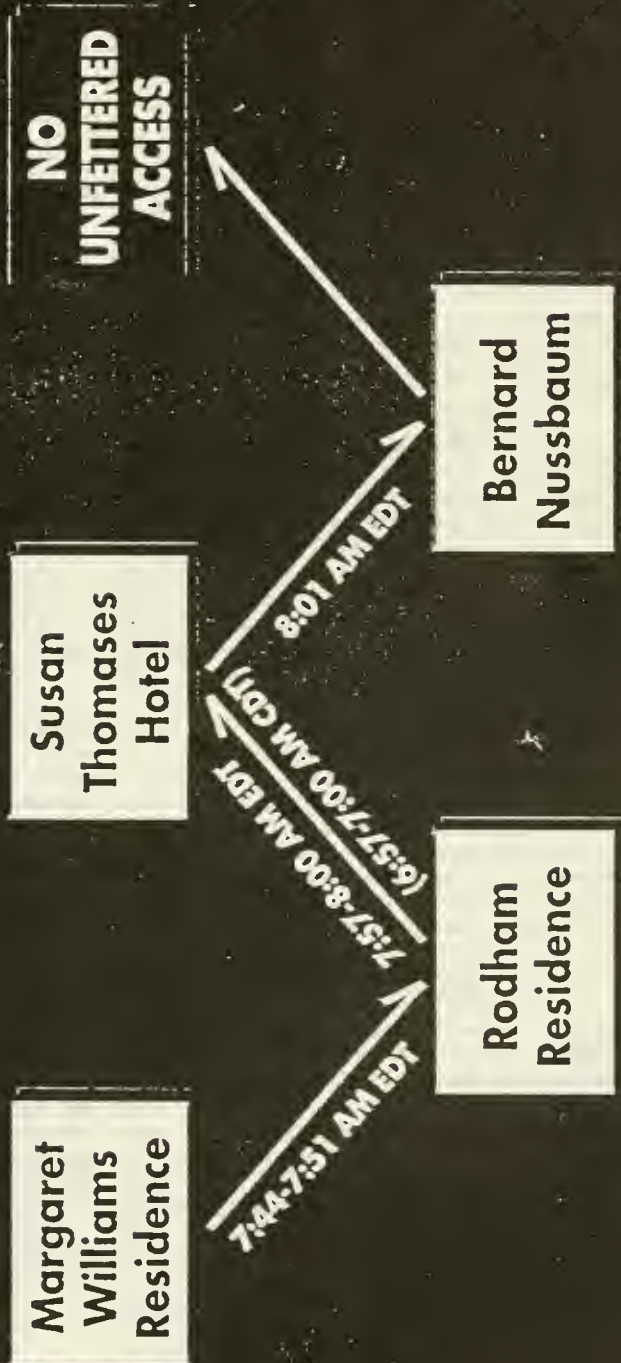 Margaret
Williams
Residence
7:44-7:51 AM EDT
Rodham
Residence
7:57-8:00 AM EDT
(6:57-7:00 AM CDT)
Susan
Thomases
Hotel
8:01 AM EDT
Bernard
Nussbaum
NO
UNFETTERED
ACCESS